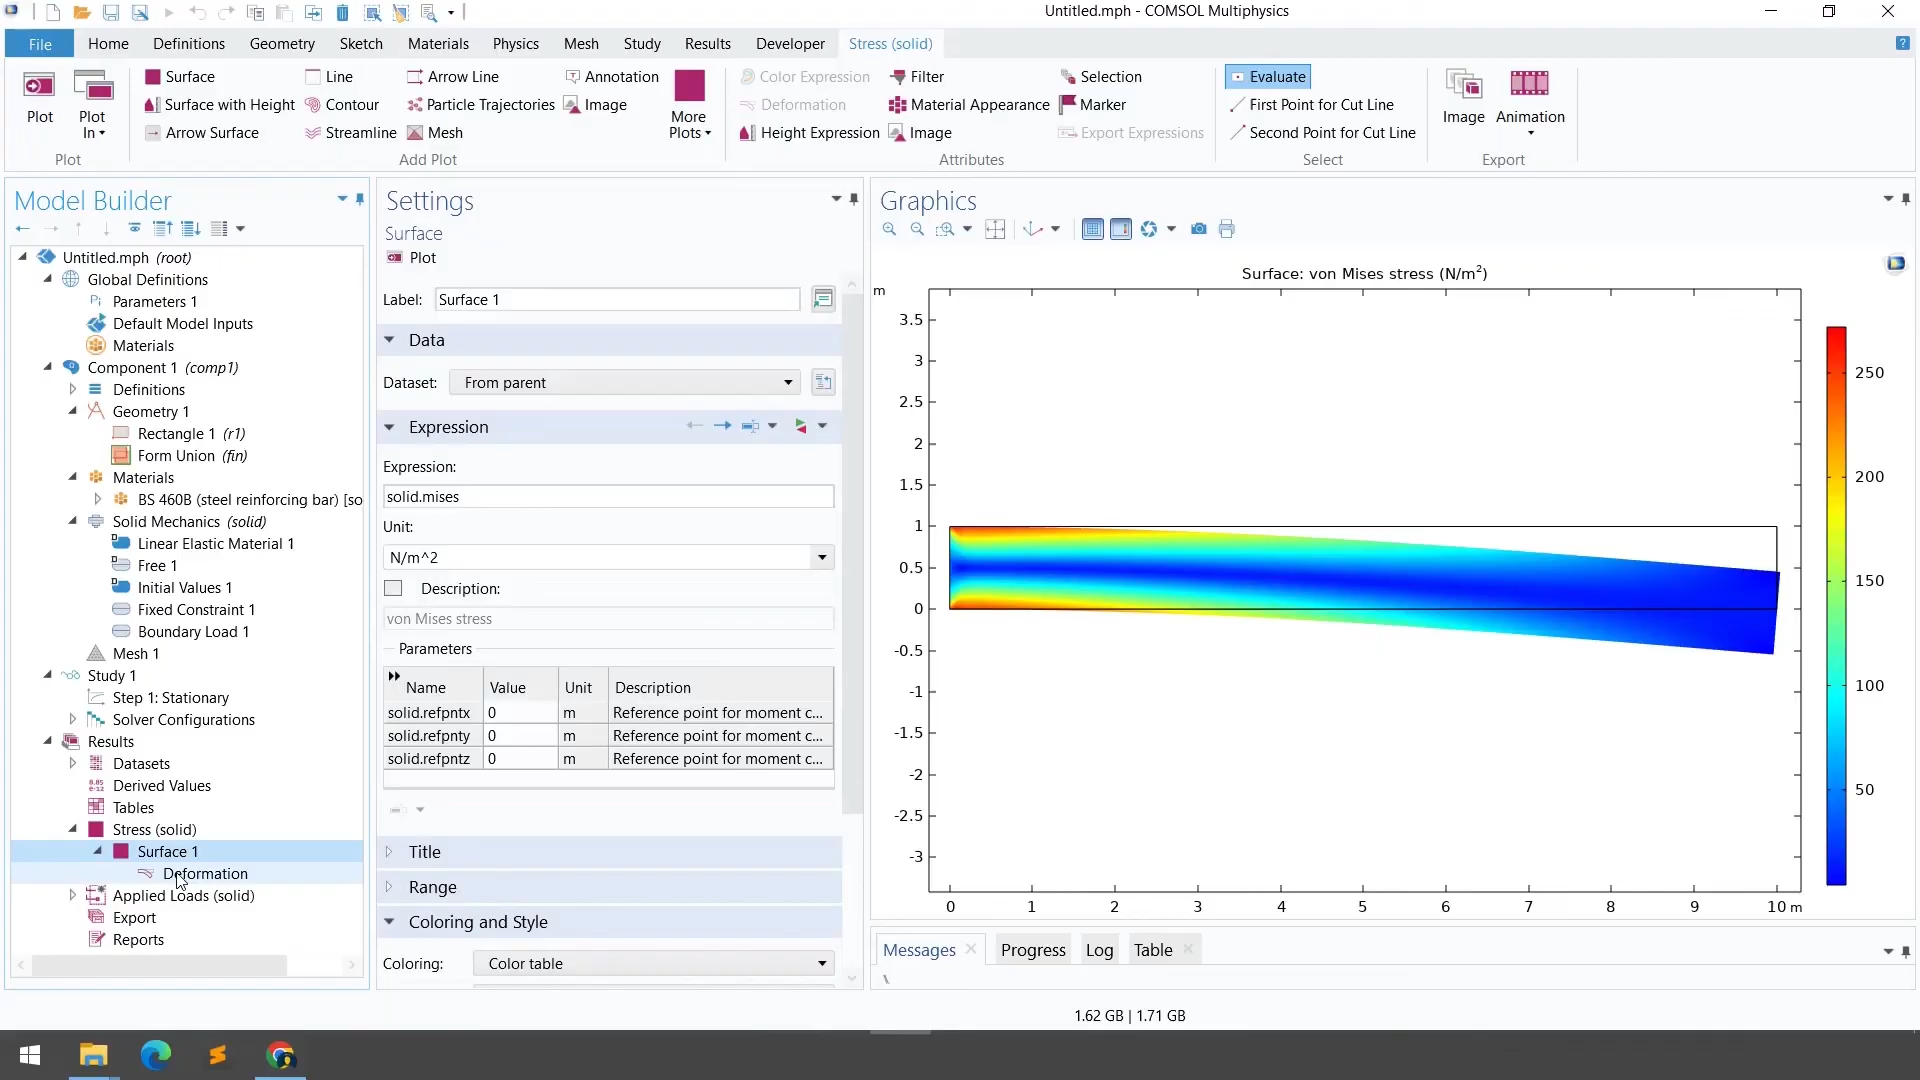 Untitled.mph - COMSOL Multiphysics
File Home Definitions Geometry Sketch Materials Physics Mesh Study Results Developer Stress (solid)
Plot
Plot In
Plot
Surface
Surface with Height
Arrow Surface
Line
Contour
Streamline
Arrow Line
Particle Trajectories
Mesh
Annotation
Image
More Plots
Add Plot
Color Expression
Deformation
Height Expression
Filter
Material Appearance
Image
Selection
Marker
Export Expressions
Attributes
Evaluate
First Point for Cut Line
Second Point for Cut Line
Select
Image
Animation
Export
Model Builder
Untitled.mph (root)
Global Definitions
Pi Parameters 1
Default Model Inputs
Materials
Component 1 (comp1)
Definitions
Geometry 1
Rectangle 1 (r1)
Form Union (fin)
Materials
BS 460B (steel reinforcing bar) [so
Solid Mechanics (solid)
Linear Elastic Material 1
Free 1
Initial Values 1
Fixed Constraint 1
Boundary Load 1
Mesh 1
Study 1
Step 1: Stationary
Solver Configurations
Results
Datasets
8.85 e-12 Derived Values
Tables
Stress (solid)
Surface 1
Deformation
Applied Loads (solid)
Export
Reports
Settings
Surface
Plot
Label: Surface 1
Data
Dataset: From parent
Expression
Expression:
solid.mises
Unit:
N/m^2
Description:
von Mises stress
Parameters
Name Value Unit Description
solid.refpntx 0 m Reference point for moment c...
solid.refpnty 0 m Reference point for moment c...
solid.refpntz 0 m Reference point for moment c...
Title
Range
Coloring and Style
Coloring: Color table
Graphics
Surface: von Mises stress (N/m²)
m
3.5
3
2.5
2
1.5
1
0.5
0
-0.5
-1
-1.5
-2
-2.5
-3
0 1 2 3 4 5 6 7 8 9 10 m
250
200
150
100
50
Messages Progress Log Table
1.62 GB | 1.71 GB